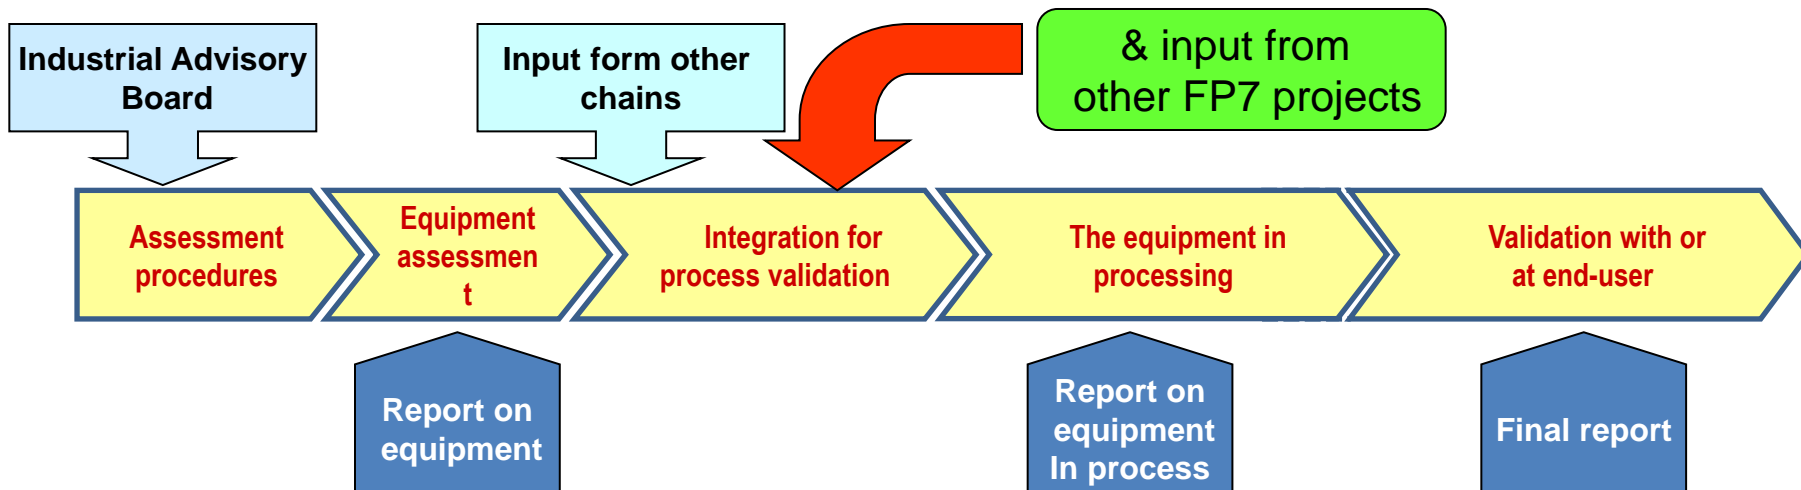 Industrial Advisory
Board
Input form other
chains
& input from
other FP7 projects
Assessment
procedures
Equipment
assessmen
t
Integration for
process validation
The equipment in
processing
Validation with or
at end-user
Report on
equipment
Report on
equipment
In process
Final report